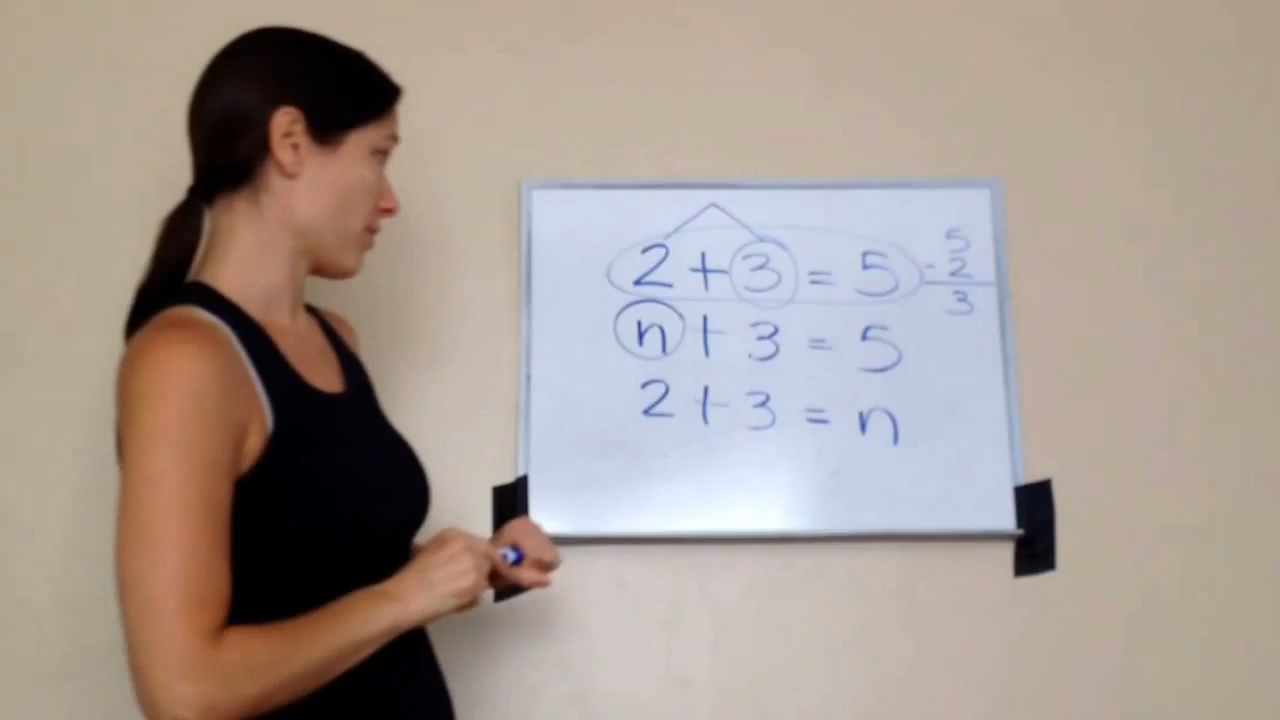 2 + 3 = 5
n + 3 = 5
2 + 3 = n
5
- 2
3